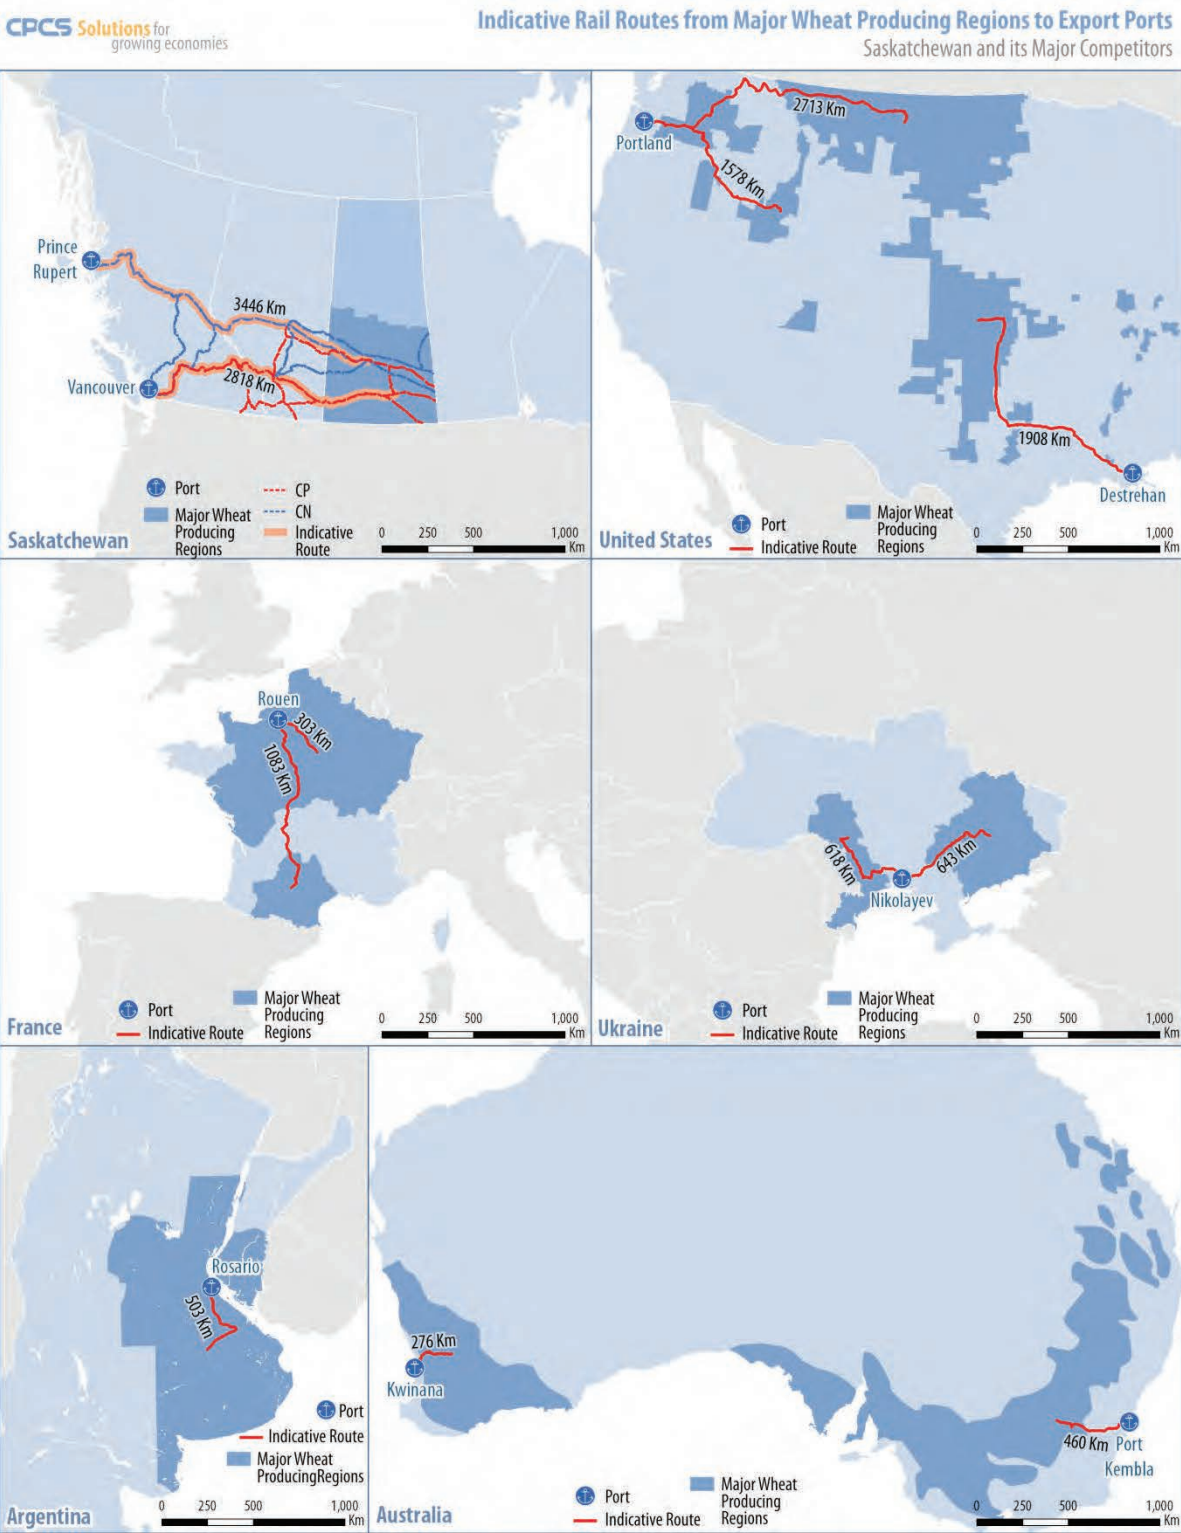 CPCS Solutions for
growing economies
Indicative Rail Routes from Major Wheat Producing Regions to Export Ports
Saskatchewan and its Major Competitors
Prince
Rupert
3446 Km
Vancouver
2818 Km
Port
Major Wheat
Producing
Regions
CP
CN
Indicative
Route
Saskatchewan
0 250 500 1,000
Km
Portland
2713 Km
1578 Km
1908 Km
Destrehan
Port
Indicative Route
Major Wheat
Producing
Regions
United States
0 250 500 1,000
Km
Rouen
303 Km
1083 Km
Port
Indicative Route
Major Wheat
Producing
Regions
France
0 250 500 1,000
Km
618 Km
643 Km
Nikolayev
Port
Indicative Route
Major Wheat
Producing
Regions
Ukraine
0 250 500 1,000
Km
Rosario
503 Km
Port
Indicative Route
Major Wheat
ProducingRegions
Argentina
0 250 500 1,000
Km
276 Km
Kwinana
460 Km
Port
Kembla
Port
Indicative Route
Major Wheat
Producing
Regions
Australia
0 250 500 1,000
Km